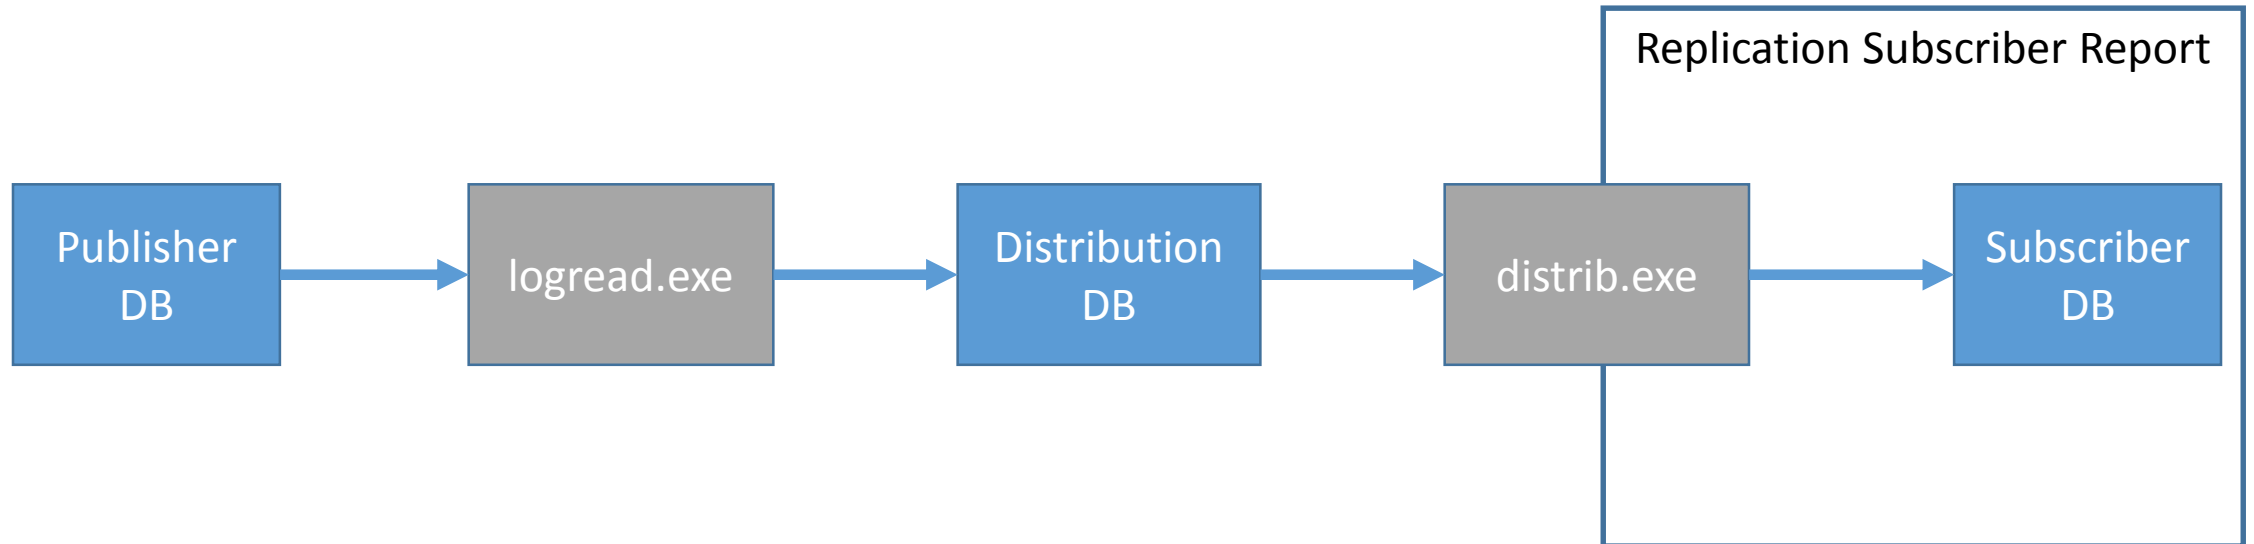 Replication Subscriber Report
Publisher
DB
logread.exe
Distribution
DB
distrib.exe
Subscriber
DB